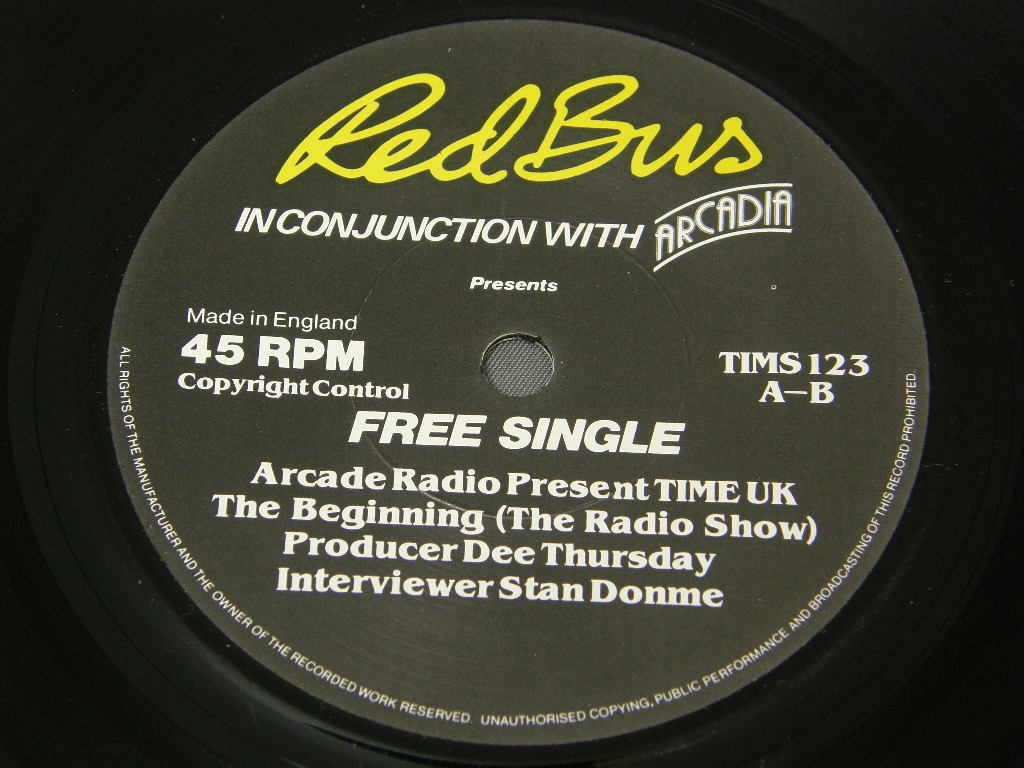 Red Bus
IN CONJUNCTION WITH ARCADIA
Presents
Made in England
45 RPM
Copyright Control
TIMS 123
A—B
FREE SINGLE
Arcade Radio Present TIME UK
The Beginning (The Radio Show)
Producer Dee Thursday
Interviewer Stan Donme
ALL RIGHTS OF THE MANUFACTURER AND THE OWNER OF THE RECORDED WORK RESERVED. UNAUTHORISED COPYING, PUBLIC PERFORMANCE AND BROADCASTING OF THIS RECORD PROHIBITED.